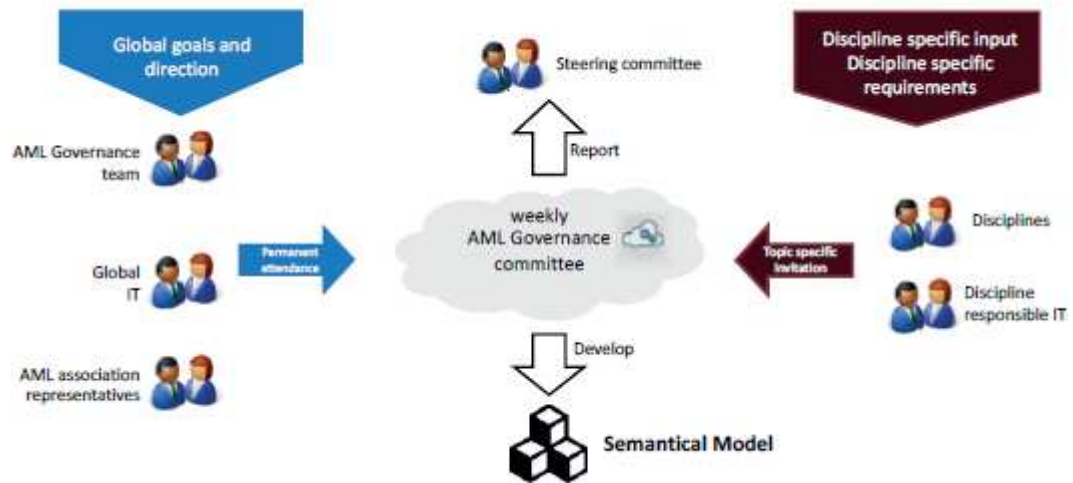 Global goals and
direction
Steering committee
Discipline specific input
Discipline specific
requirements
AML Governance
team
Report
weekly
AML Governance
committee
Permanent
attendance
Topic specific
Invitation
Disciplines
Global
IT
Discipline
responsible IT
Develop
AML association
representatives
Semantical Model